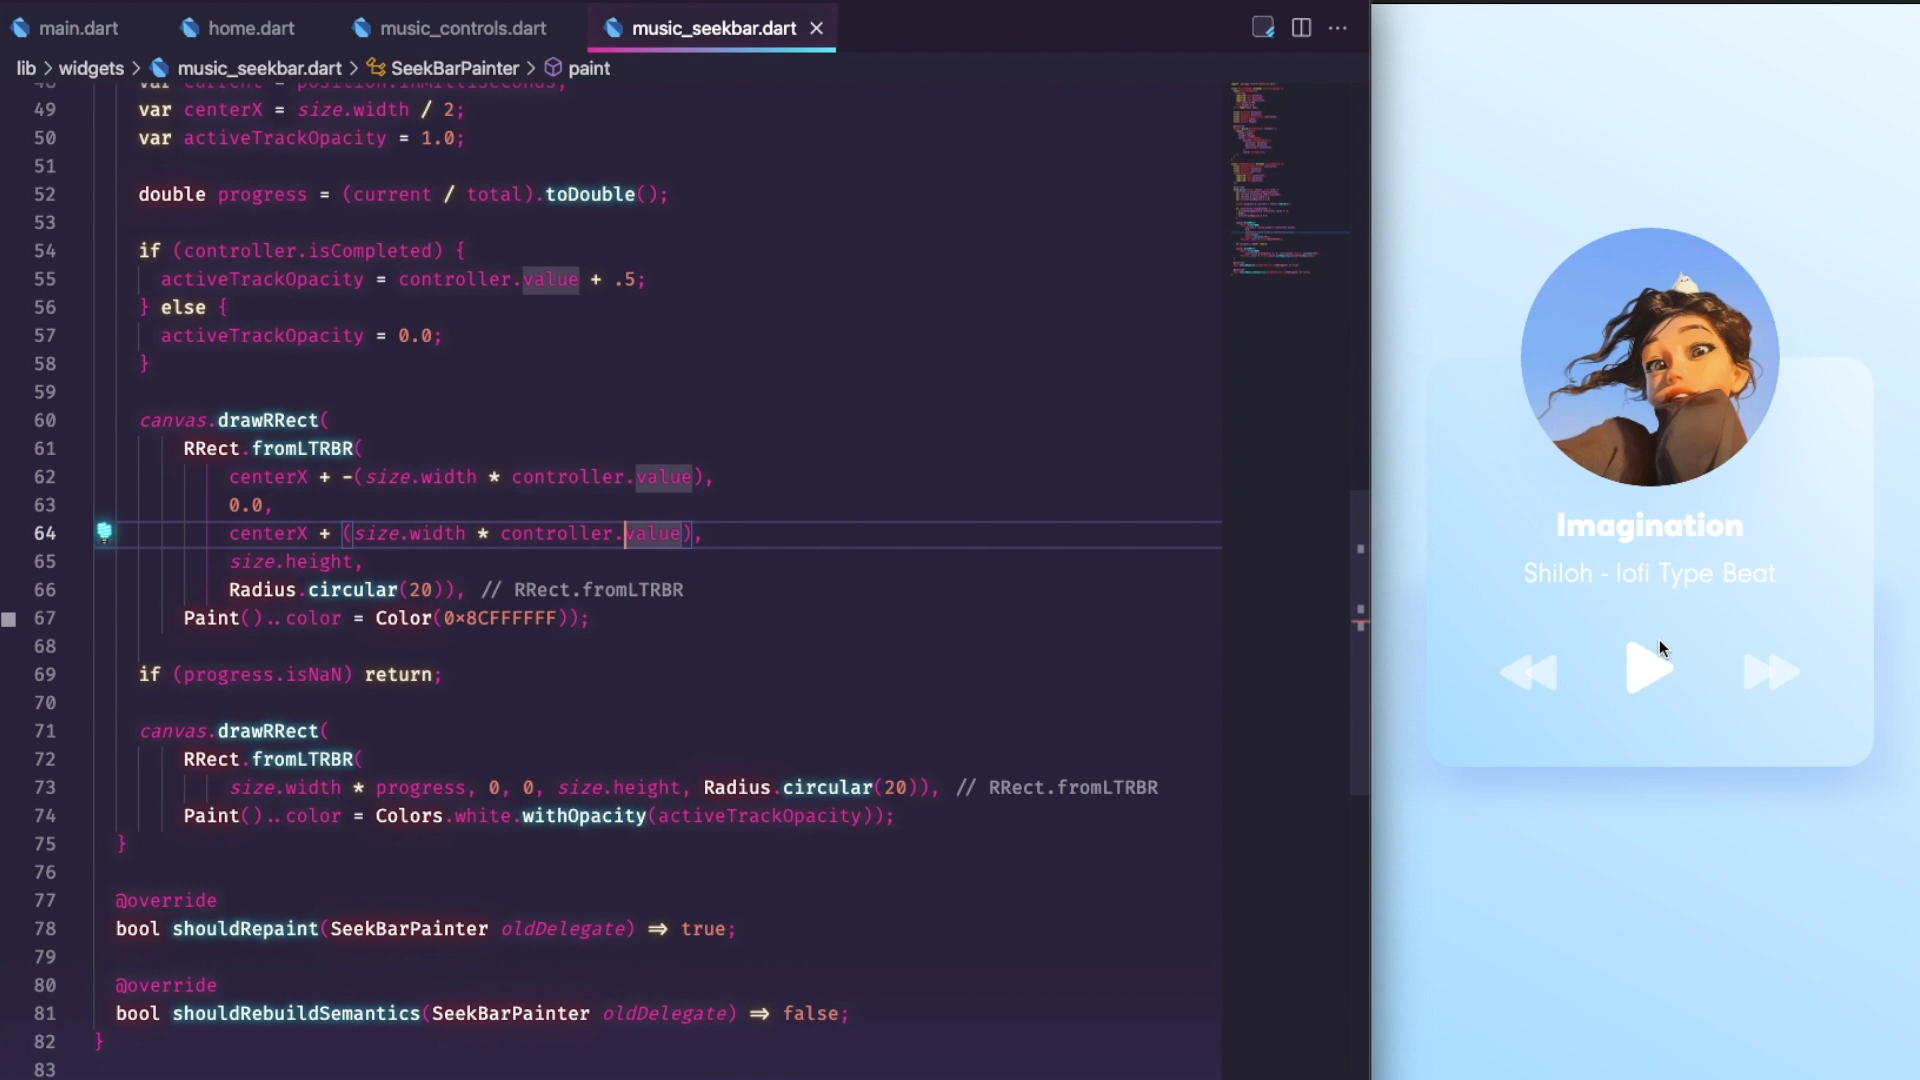 main.dart
home.dart
music_controls.dart
music_seekbar.dart
lib > widgets > music_seekbar.dart > SeekBarPainter > paint
48 var current = position.inMilliseconds;
49 var centerX = size.width / 2;
50 var activeTrackOpacity = 1.0;
51
52 double progress = (current / total).toDouble();
53
54 if (controller.isCompleted) {
55 activeTrackOpacity = controller.value + .5;
56 } else {
57 activeTrackOpacity = 0.0;
58 }
59
60 canvas.drawRRect(
61 RRect.fromLTRBR(
62 centerX + -(size.width * controller.value),
63 0.0,
64 centerX + (size.width * controller.value),
65 size.height,
66 Radius.circular(20)), // RRect.fromLTRBR
67 Paint()..color = Color(0×8CFFFFFF));
68
69 if (progress.isNaN) return;
70
71 canvas.drawRRect(
72 RRect.fromLTRBR(
73 size.width * progress, 0, 0, size.height, Radius.circular(20)), // RRect.fromLTRBR
74 Paint()..color = Colors.white.withOpacity(activeTrackOpacity));
75 }
76
77 @override
78 bool shouldRepaint(SeekBarPainter oldDelegate) ⇒ true;
79
80 @override
81 bool shouldRebuildSemantics(SeekBarPainter oldDelegate) ⇒ false;
82 }
83
Imagination
Shiloh - lofi Type Beat